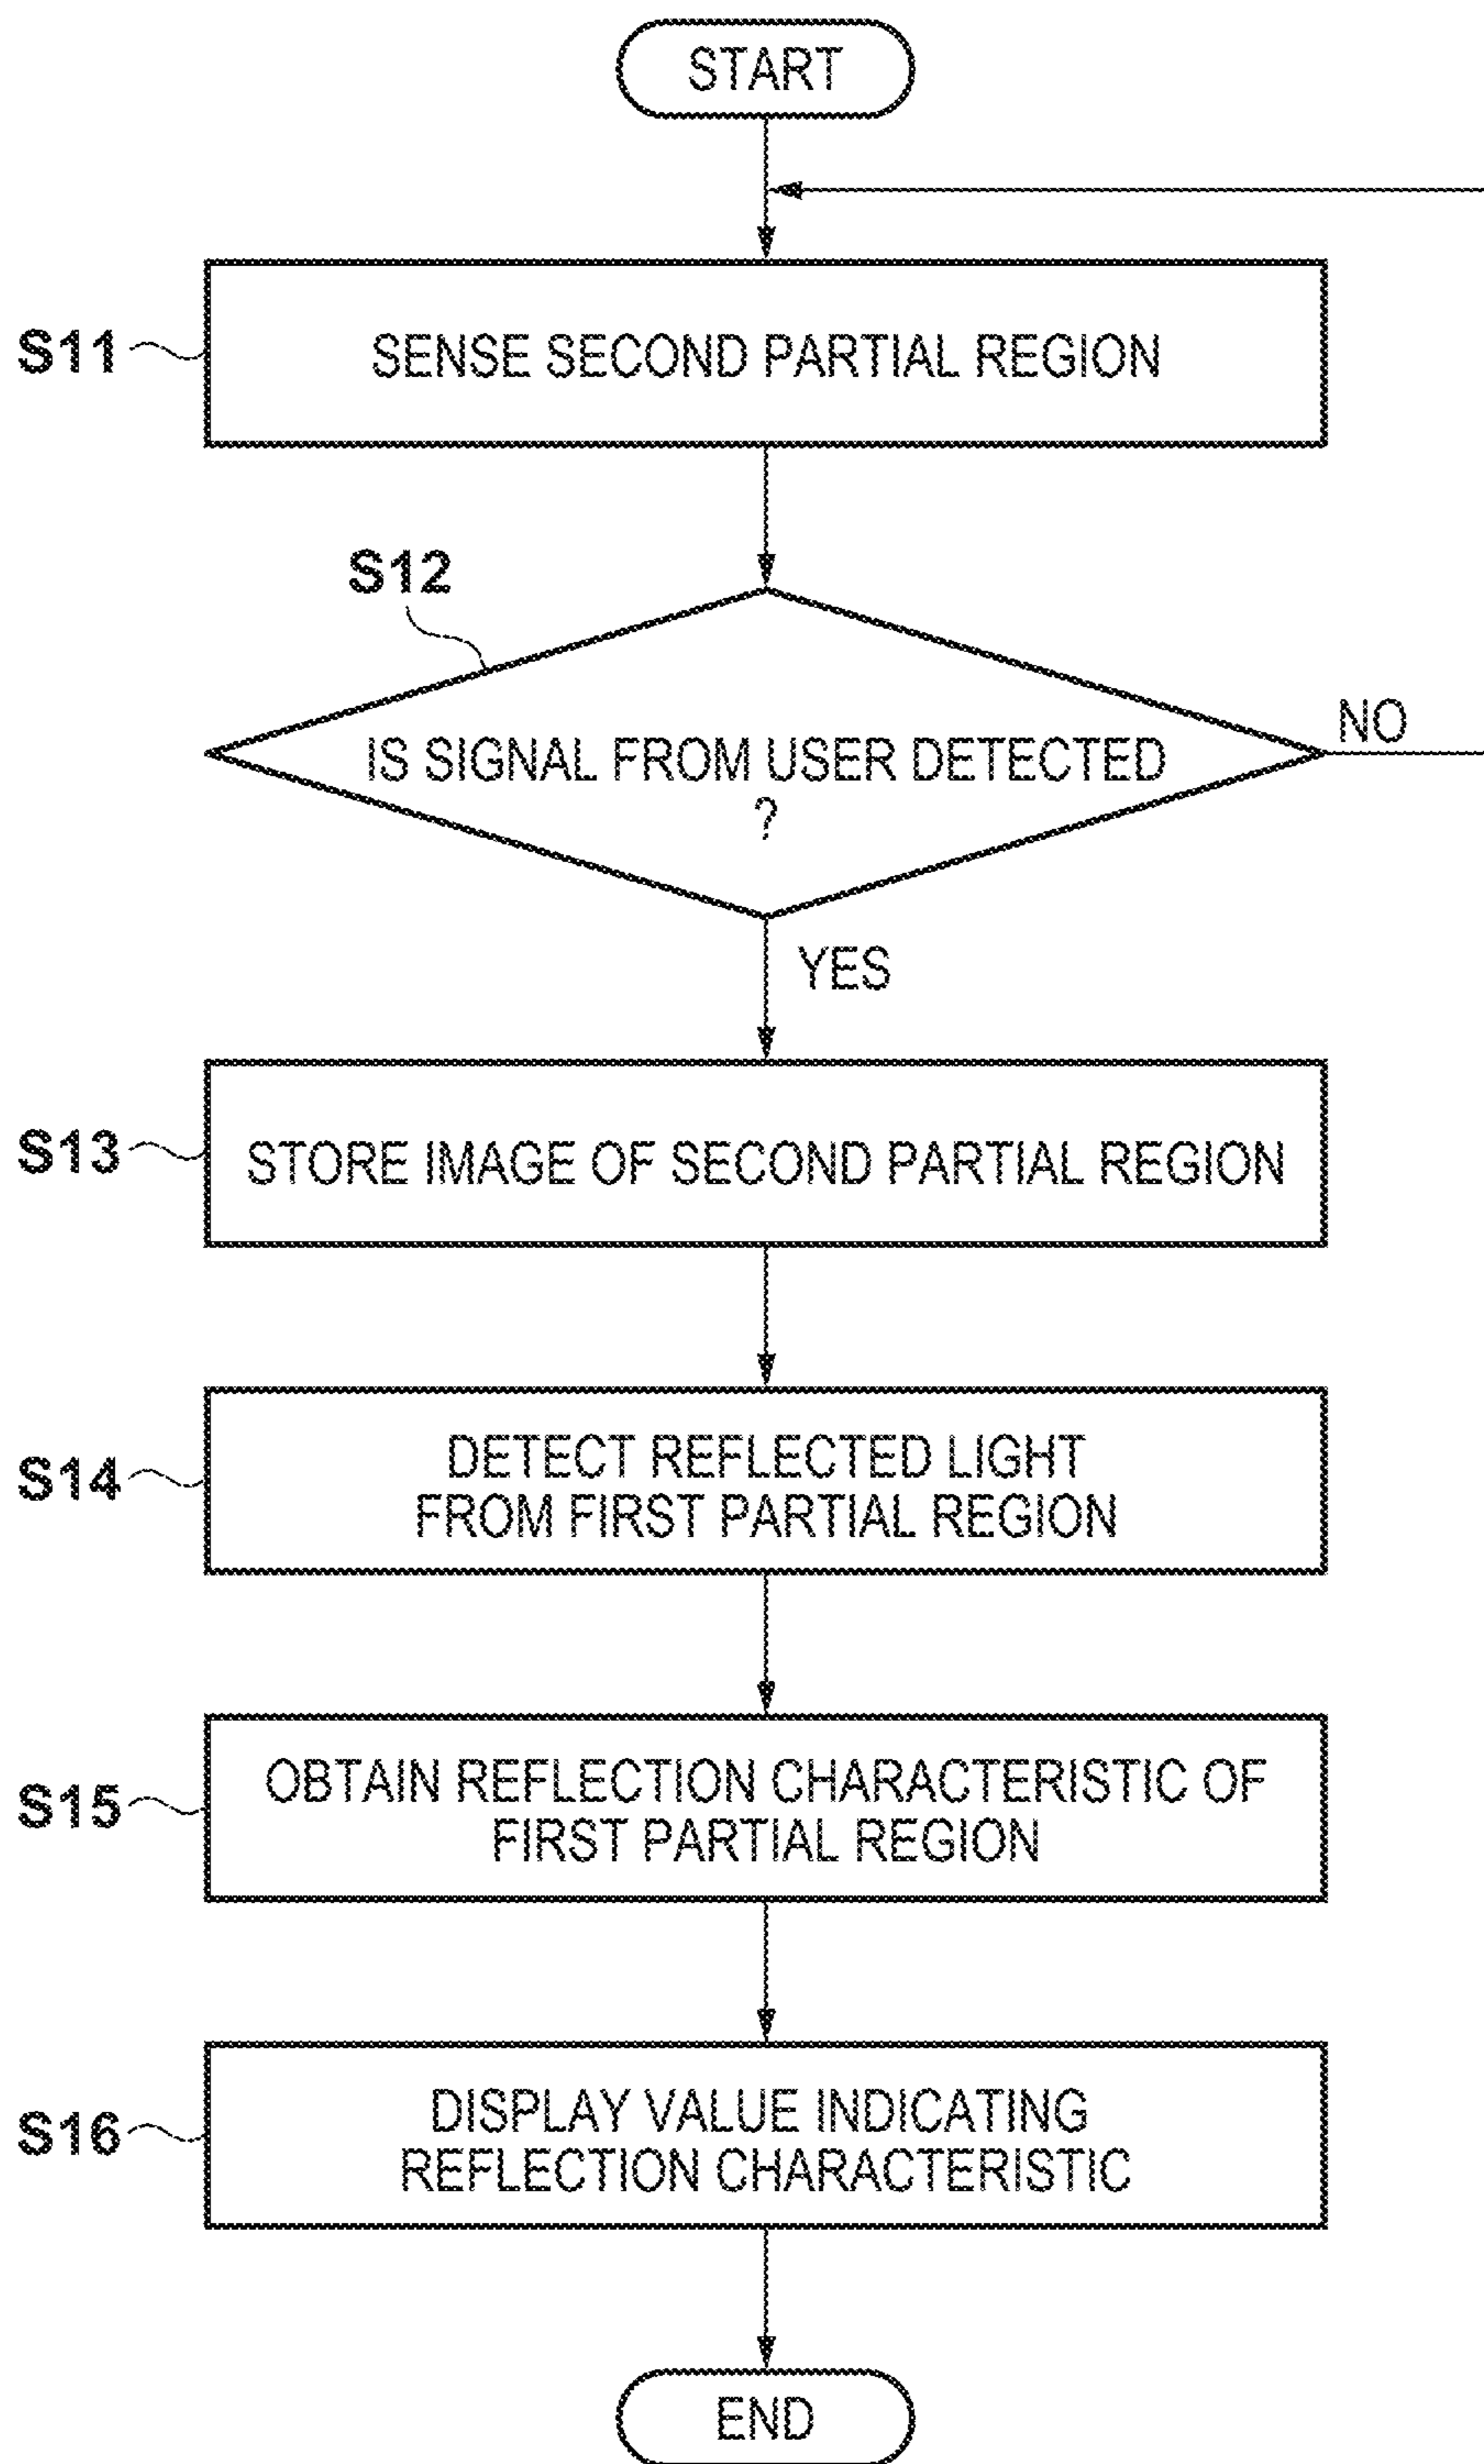 START
S11
SENSE SECOND PARTIAL REGION
S12
IS SIGNAL FROM USER DETECTED
?
NO
YES
S13
STORE IMAGE OF SECOND PARTIAL REGION
S14
DETECT REFLECTED LIGHT
FROM FIRST PARTIAL REGION
S15
OBTAIN REFLECTION CHARACTERISTIC OF
FIRST PARTIAL REGION
S16
DISPLAY VALUE INDICATING
REFLECTION CHARACTERISTIC
END